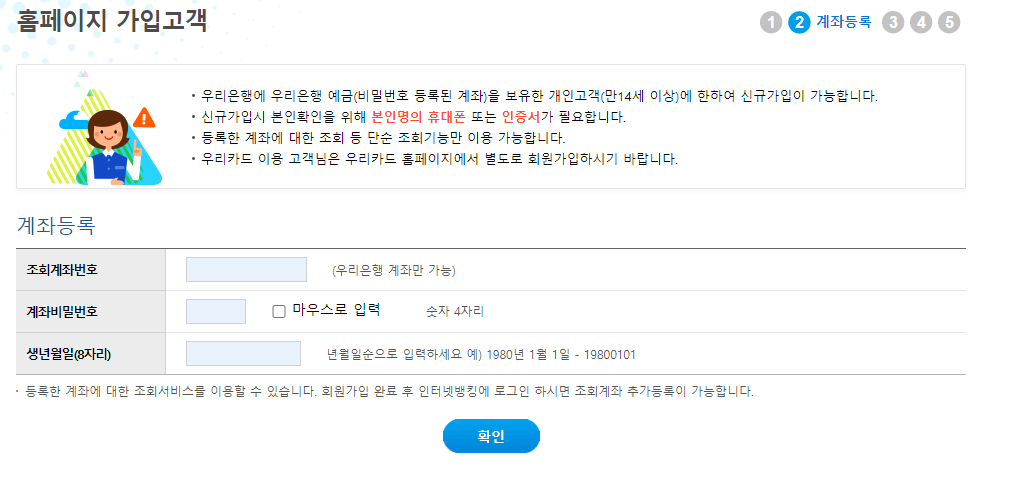 홈페이지 가입고객
1 2 계좌등록 3 4 5
• 우리은행에 우리은행 예금(비밀번호 등록된 계좌)을 보유한 개인고객(만14세 이상)에 한하여 신규가입이 가능합니다.
• 신규가입시 본인확인을 위해 본인명의 휴대폰 또는 인증서가 필요합니다.
• 등록한 계좌에 대한 조회 등 단순 조회기능만 이용 가능합니다.
• 우리카드 이용 고객님은 우리카드 홈페이지에서 별도로 회원가입하시기 바랍니다.
계좌등록
조회계좌번호 (우리은행 계좌만 가능)
계좌비밀번호 마우스로 입력 숫자 4자리
생년월일(8자리) 년월일순으로 입력하세요 예) 1980년 1월 1일 - 19800101
• 등록한 계좌에 대한 조회서비스를 이용할 수 있습니다. 회원가입 완료 후 인터넷뱅킹에 로그인 하시면 조회계좌 추가등록이 가능합니다.
확인